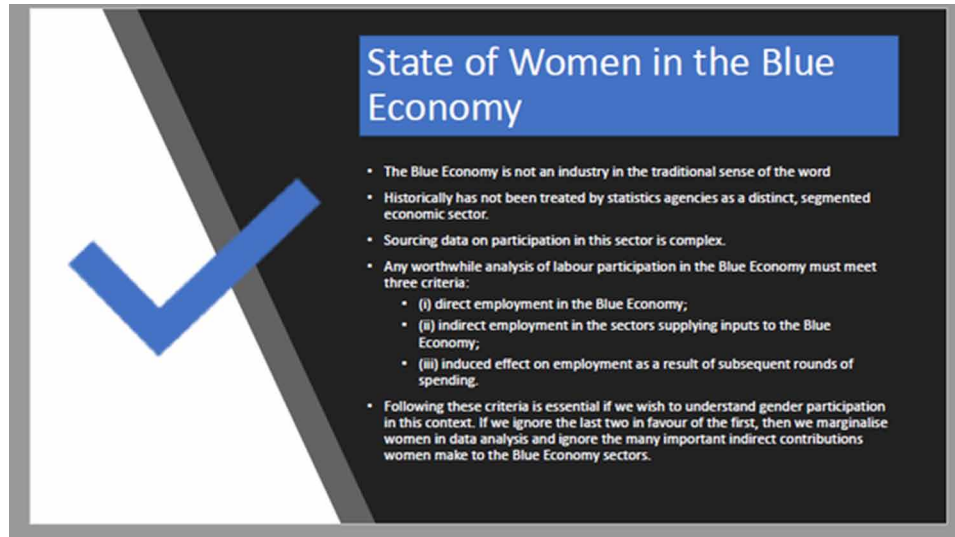 State of Women in the Blue
Economy
• The Blue Economy is not an industry in the traditional sense of the word
• Historically has not been treated by statistics agencies as a distinct, segmented
economic sector.
• Sourcing data on participation in this sector is complex.
• Any worthwhile analysis of labour participation in the Blue Economy must meet
three criteria:
• (i) direct employment in the Blue Economy;
• (ii) indirect employment in the sectors supplying inputs to the Blue
Economy;
• (iii) induced effect on employment as a result of subsequent rounds of
spending.
• Following these criteria is essential if we wish to understand gender participation
in this context. If we ignore the last two in favour of the first, then we marginalise
women in data analysis and ignore the many important indirect contributions
women make to the Blue Economy sectors.